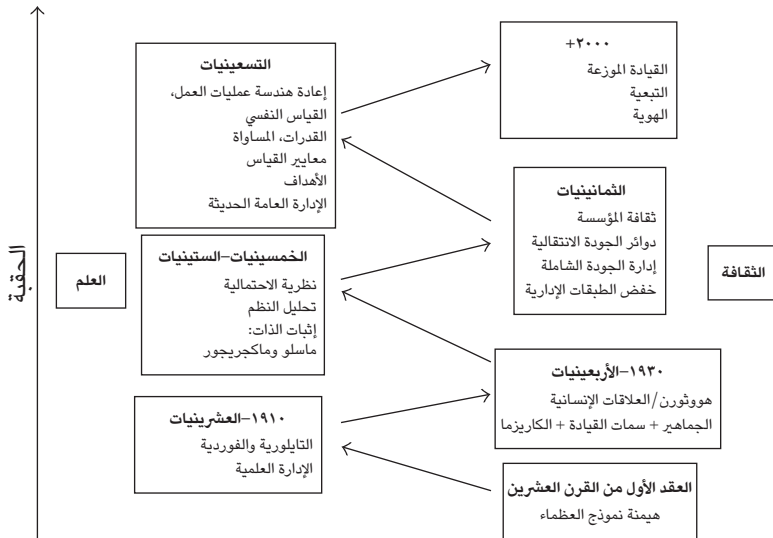 +٢٠٠٠
القيادة الموزعة
التبعية
الهوية
التسعينيات
إعادة هندسة عمليات العمل،
القياس النفسي
القدرات، المساواة
معايير القياس
الأهداف
الإدارة العامة الحديثة
الثمانينيات
ثقافة المؤسسة
دوائر الجودة الانتقالية
إدارة الجودة الشاملة
خفض الطبقات الإدارية
الثقافة
الخمسينيات–الستينيات
نظرية الاحتمالية
تحليل النظم
إثبات الذات:
ماسلو وماكجريجور
العلم
الحقبة
١٩٣٠–الأربعينيات
هووثورن/العلاقات الإنسانية
الجماهير + سمات القيادة + الكاريزما
١٩١٠–العشرينيات
التايلورية والفوردية
الإدارة العلمية
العقد الأول من القرن العشرين
هيمنة نموذج العظماء